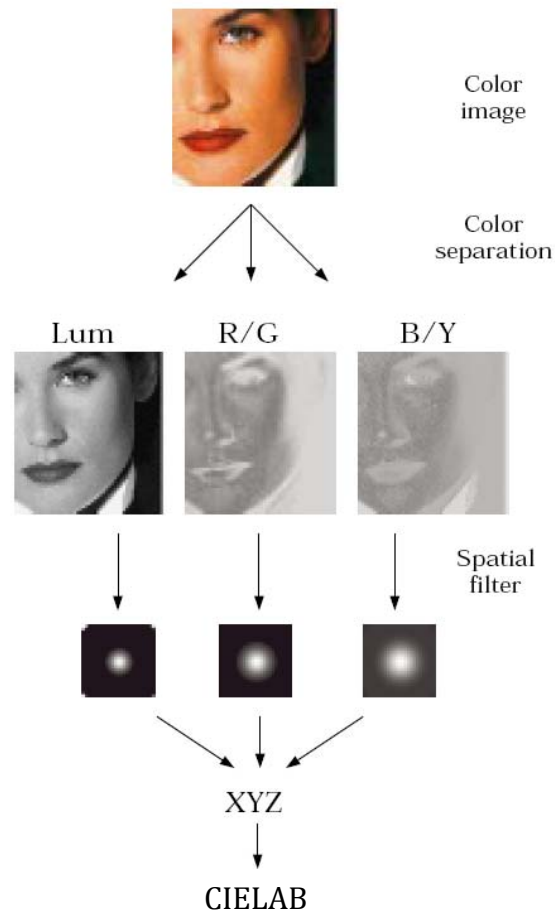 Color
image
Color
separation
Lum R/G B/Y
Spatial
filter
XYZ
CIELAB